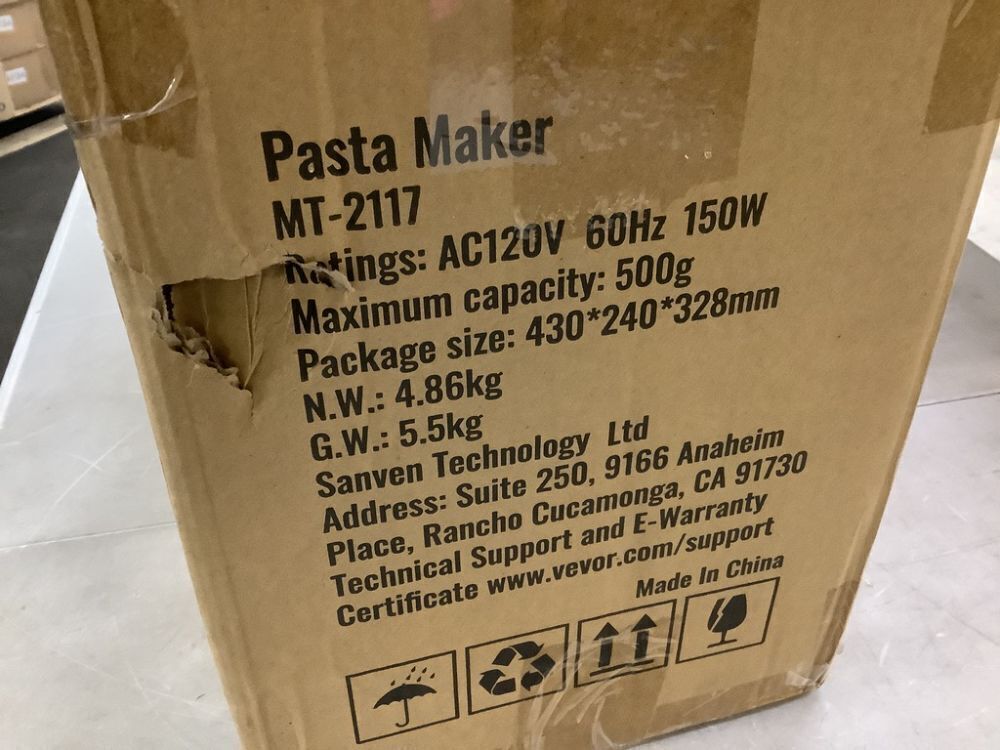 Pasta Maker
MT-2117
Ratings: AC120V 60Hz 150W
Maximum capacity: 500g
Package size: 430*240*328mm
N.W.: 4.86kg
G.W.: 5.5kg
Sanven Technology Ltd
Address: Suite 250, 9166 Anaheim
Place, Rancho Cucamonga, CA 91730
Technical Support and E-Warranty
Certificate www.vevor.com/support
Made In China